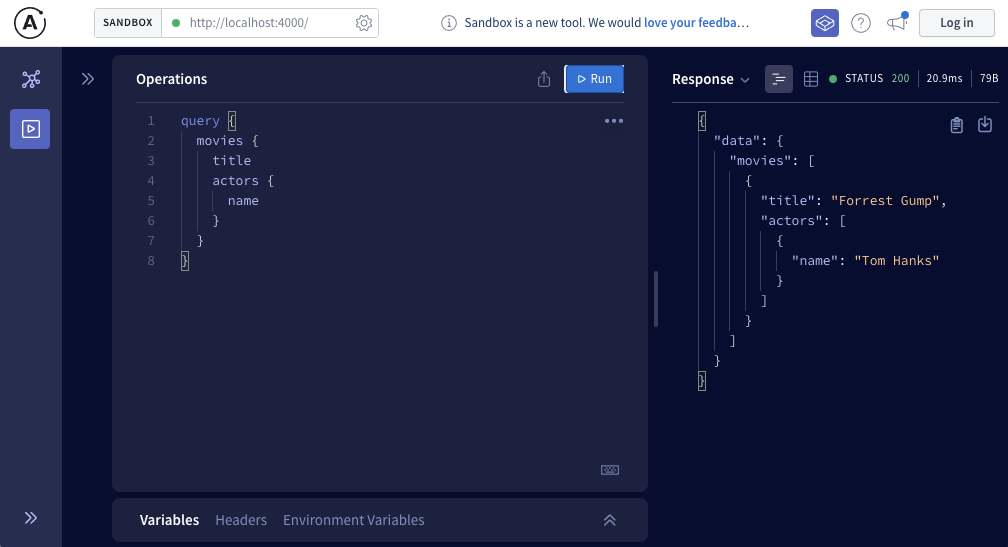 A
SANDBOX
http://localhost:4000/
Sandbox is a new tool. We would love your feedba…
?
Log in
Operations
Run
1 query {
2 movies {
3 title
4 actors {
5 name
6 }
7 }
8 }
Variables Headers Environment Variables
Response
STATUS 200 20.9ms 79B
{
"data": {
"movies": [
{
"title": "Forrest Gump",
"actors": [
{
"name": "Tom Hanks"
}
]
}
]
}
}